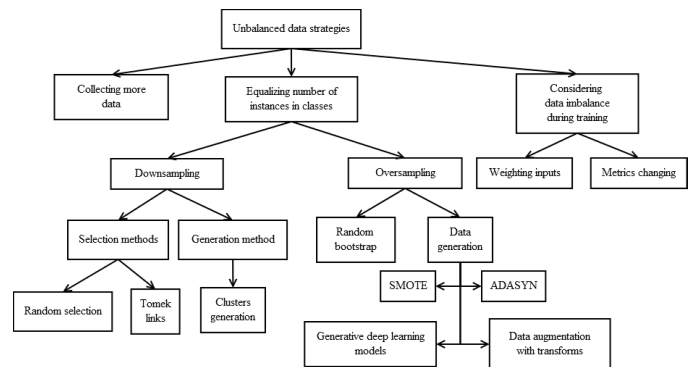 Unbalanced data strategies
Collecting more
data
Equalizing number of
instances in classes
Considering
data imbalance
during training
Downsampling
Oversampling
Weighting inputs
Metrics changing
Selection methods
Generation method
Random
bootstrap
Data
generation
Random selection
Tomek
links
Clusters
generation
SMOTE
ADASYN
Generative deep learning
models
Data augmentation
with transforms